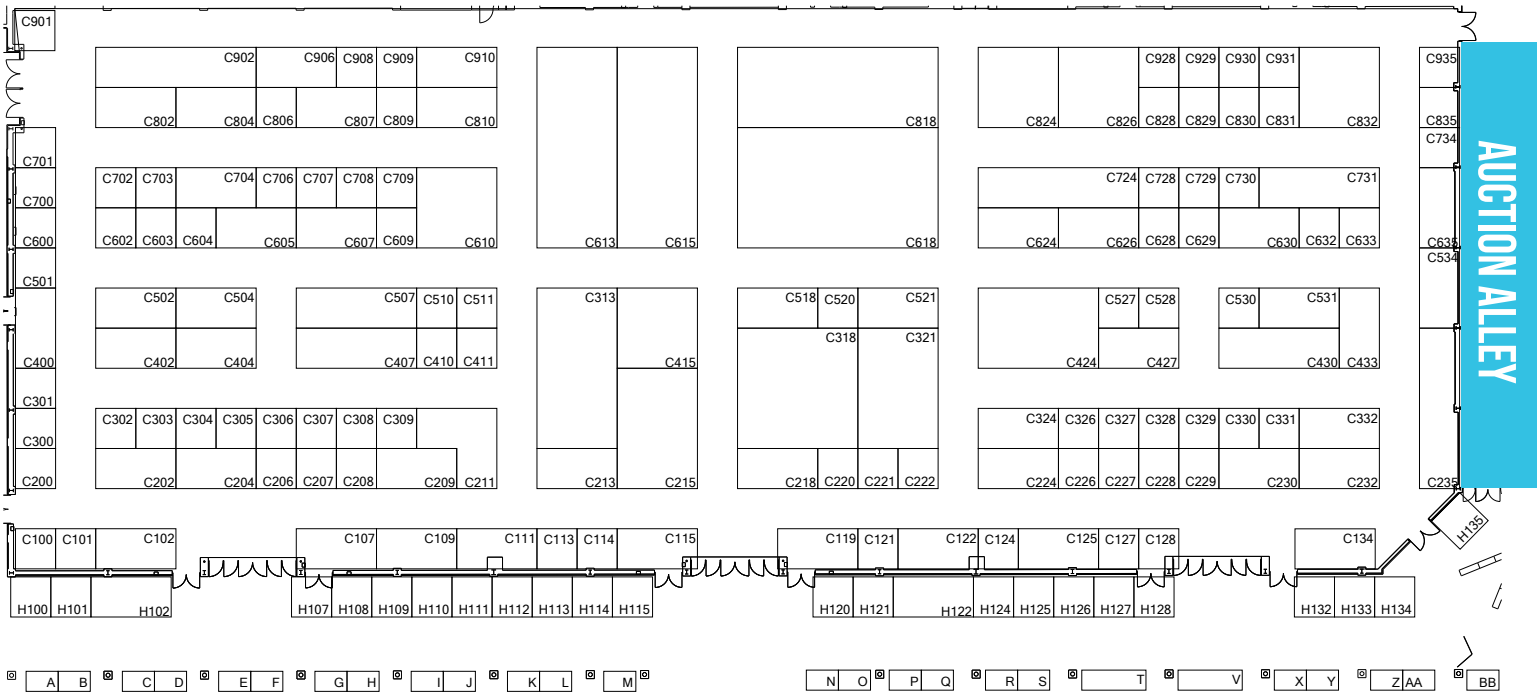 C901
C902 C906 C908 C909 C910 C928 C929 C930 C931 C935
C802 C804 C806 C807 C809 C810 C818 C824 C826 C828 C829 C830 C831 C832 C835
C734
C701
C702 C703 C704 C706 C707 C708 C709 C724 C728 C729 C730 C731
C700
C600 C602 C603 C604 C605 C607 C609 C610 C613 C615 C618 C624 C626 C628 C629 C630 C632 C633 C635
C534
C501
C502 C504 C507 C510 C511 C313 C518 C520 C521 C527 C528 C530 C531
C318 C321
C400 C402 C404 C407 C410 C411 C415 C424 C427 C430 C433
C301
C302 C303 C304 C305 C306 C307 C308 C309 C324 C326 C327 C328 C329 C330 C331 C332
C300
C200 C202 C204 C206 C207 C208 C209 C211 C213 C215 C218 C220 C221 C222 C224 C226 C227 C228 C229 C230 C232 C235
AUCTION ALLEY
H135
C100 C101 C102 C107 C109 C111 C113 C114 C115 C119 C121 C122 C124 C125 C127 C128 C134
H100 H101 H102 H107 H108 H109 H110 H111 H112 H113 H114 H115 H120 H121 H122 H124 H125 H126 H127 H128 H132 H133 H134
A B C D E F G H I J K L M N O P Q R S T V X Y Z AA BB